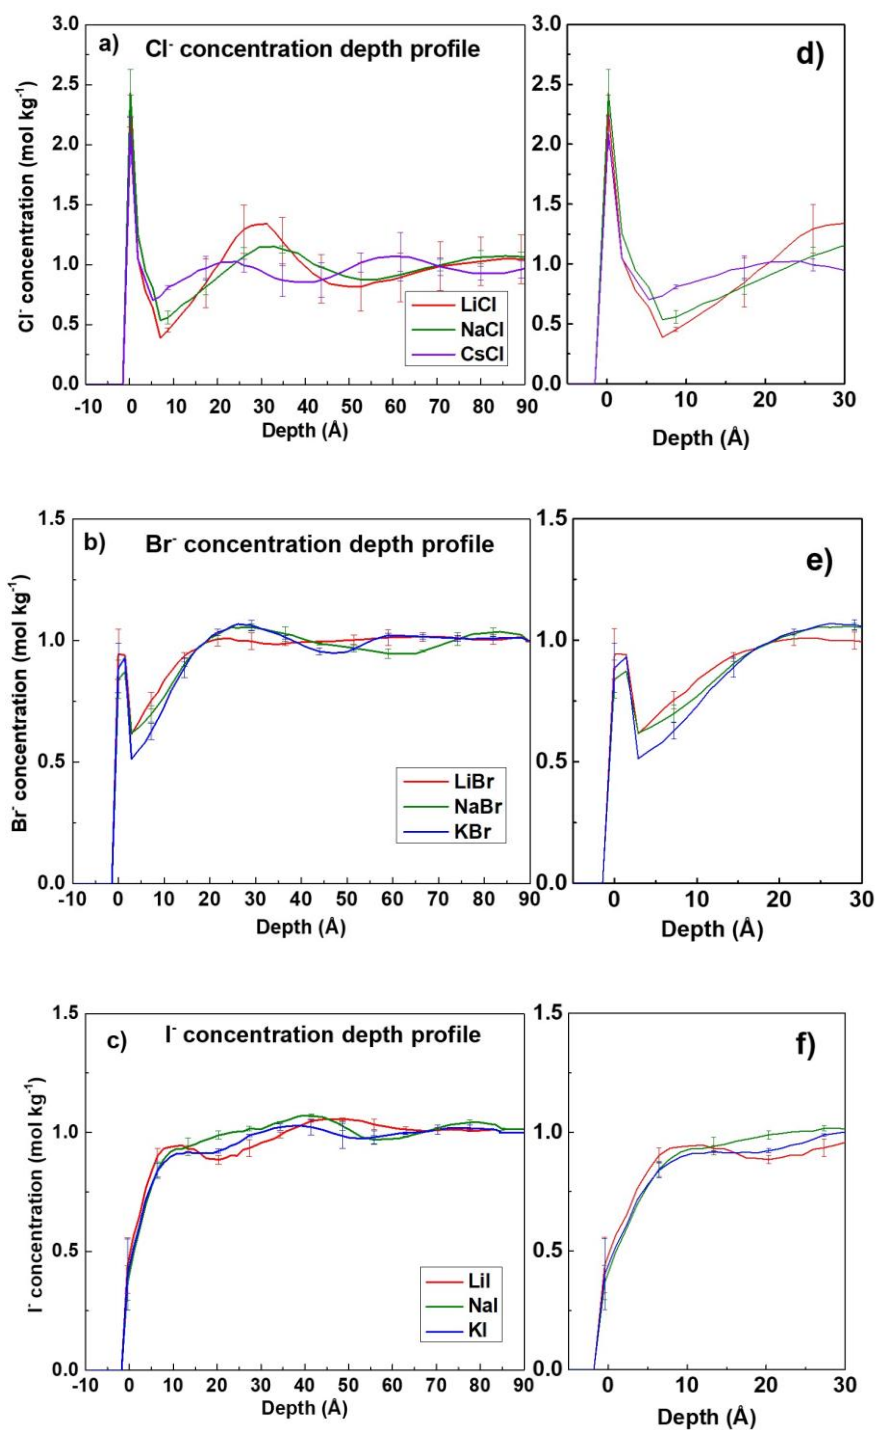 a) Cl⁻ concentration depth profile
Cl⁻ concentration (mol kg⁻¹)
3.0
2.5
2.0
1.5
1.0
0.5
0.0
LiCl
NaCl
CsCl
-10 0 10 20 30 40 50 60 70 80 90
Depth (Å)
d)
3.0
2.5
2.0
1.5
1.0
0.5
0.0
0 10 20 30
Depth (Å)
b) Br⁻ concentration depth profile
Br⁻ concentration (mol kg⁻¹)
1.5
1.0
0.5
0.0
LiBr
NaBr
KBr
-10 0 10 20 30 40 50 60 70 80 90
Depth (Å)
e)
1.5
1.0
0.5
0.0
0 10 20 30
Depth (Å)
c) I⁻ concentration depth profile
I⁻ concentration (mol kg⁻¹)
1.5
1.0
0.5
0.0
LiI
NaI
KI
-10 0 10 20 30 40 50 60 70 80 90
Depth (Å)
f)
1.5
1.0
0.5
0.0
0 10 20 30
Depth (Å)